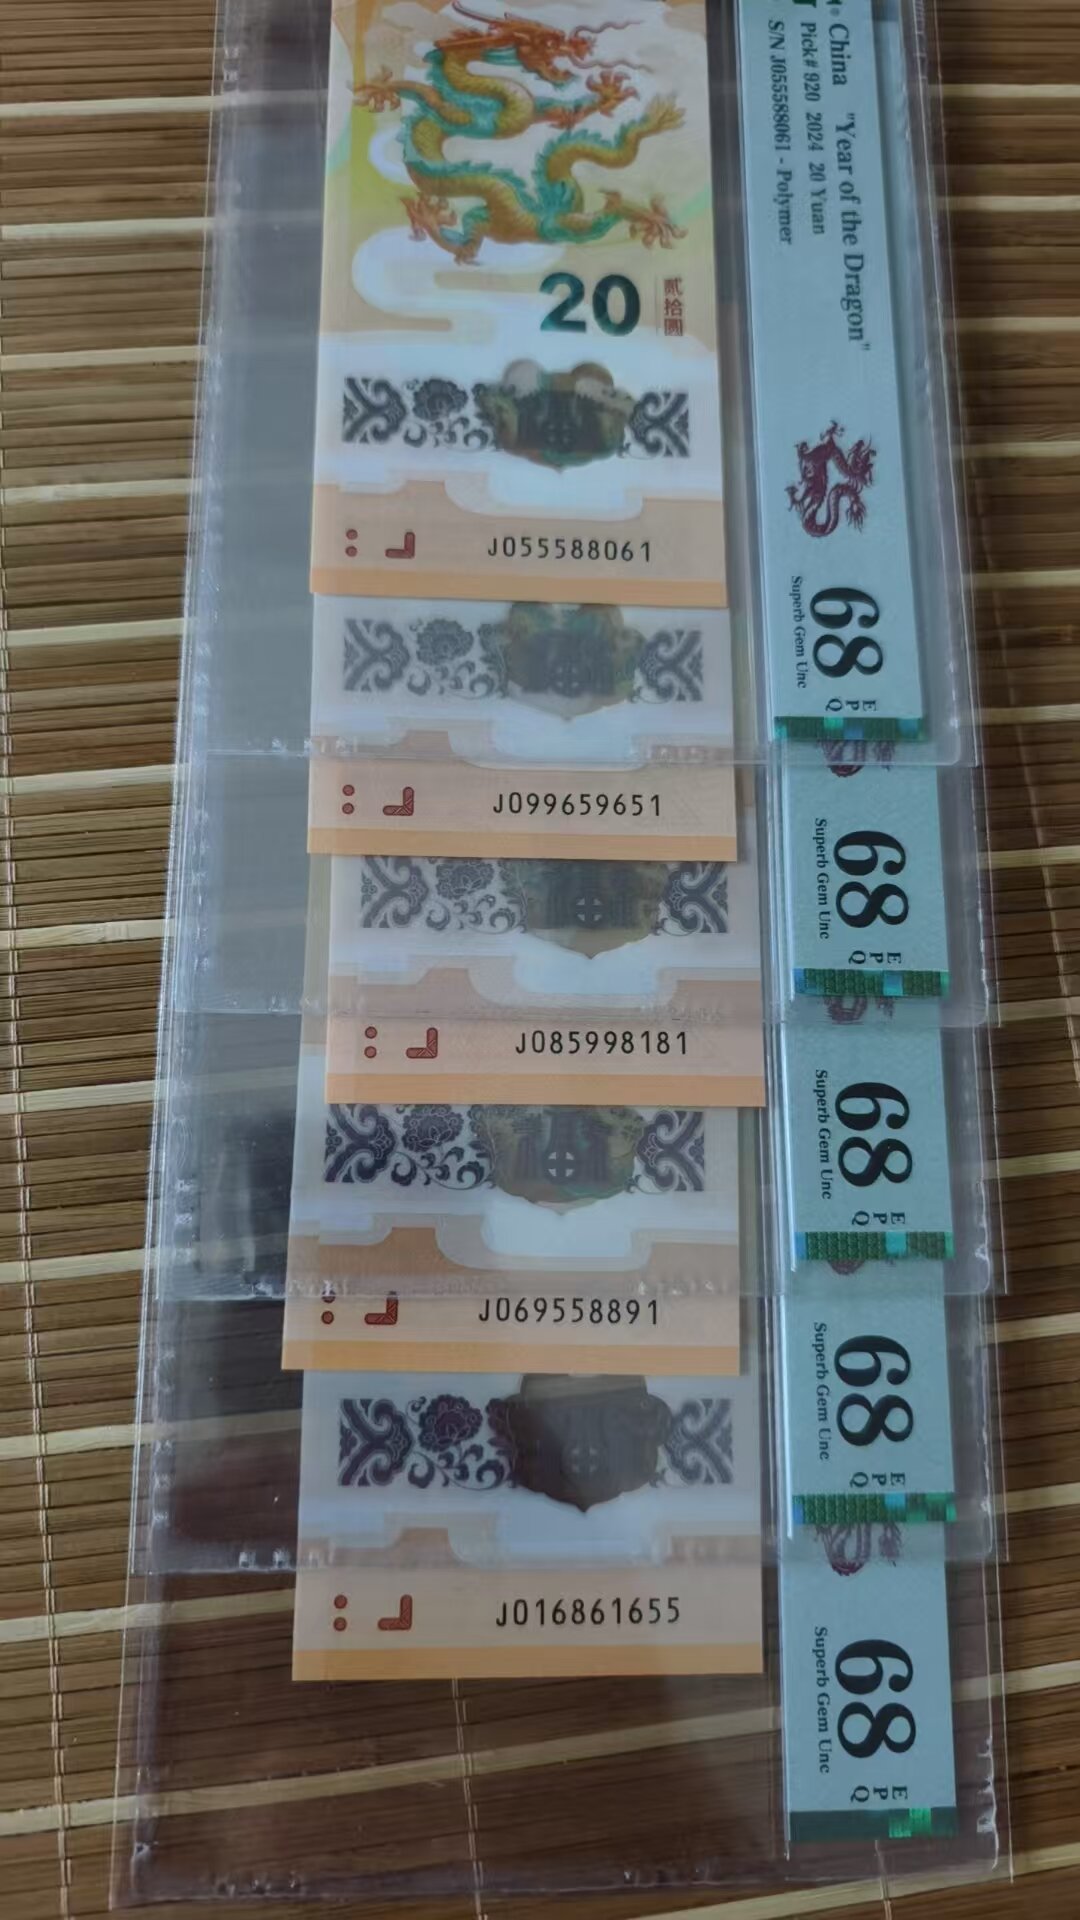 China "Year of the Dragon"
Pick# 920 2024 20 Yuan
S/N J055588061 - Polymer
20
贰拾圆
J055588061
68
EPQ
Superb Gem Unc
J099659651
68
EPQ
Superb Gem Unc
J085998181
68
EPQ
Superb Gem Unc
J069558891
68
EPQ
Superb Gem Unc
J016861655
68
EPQ
Superb Gem Unc